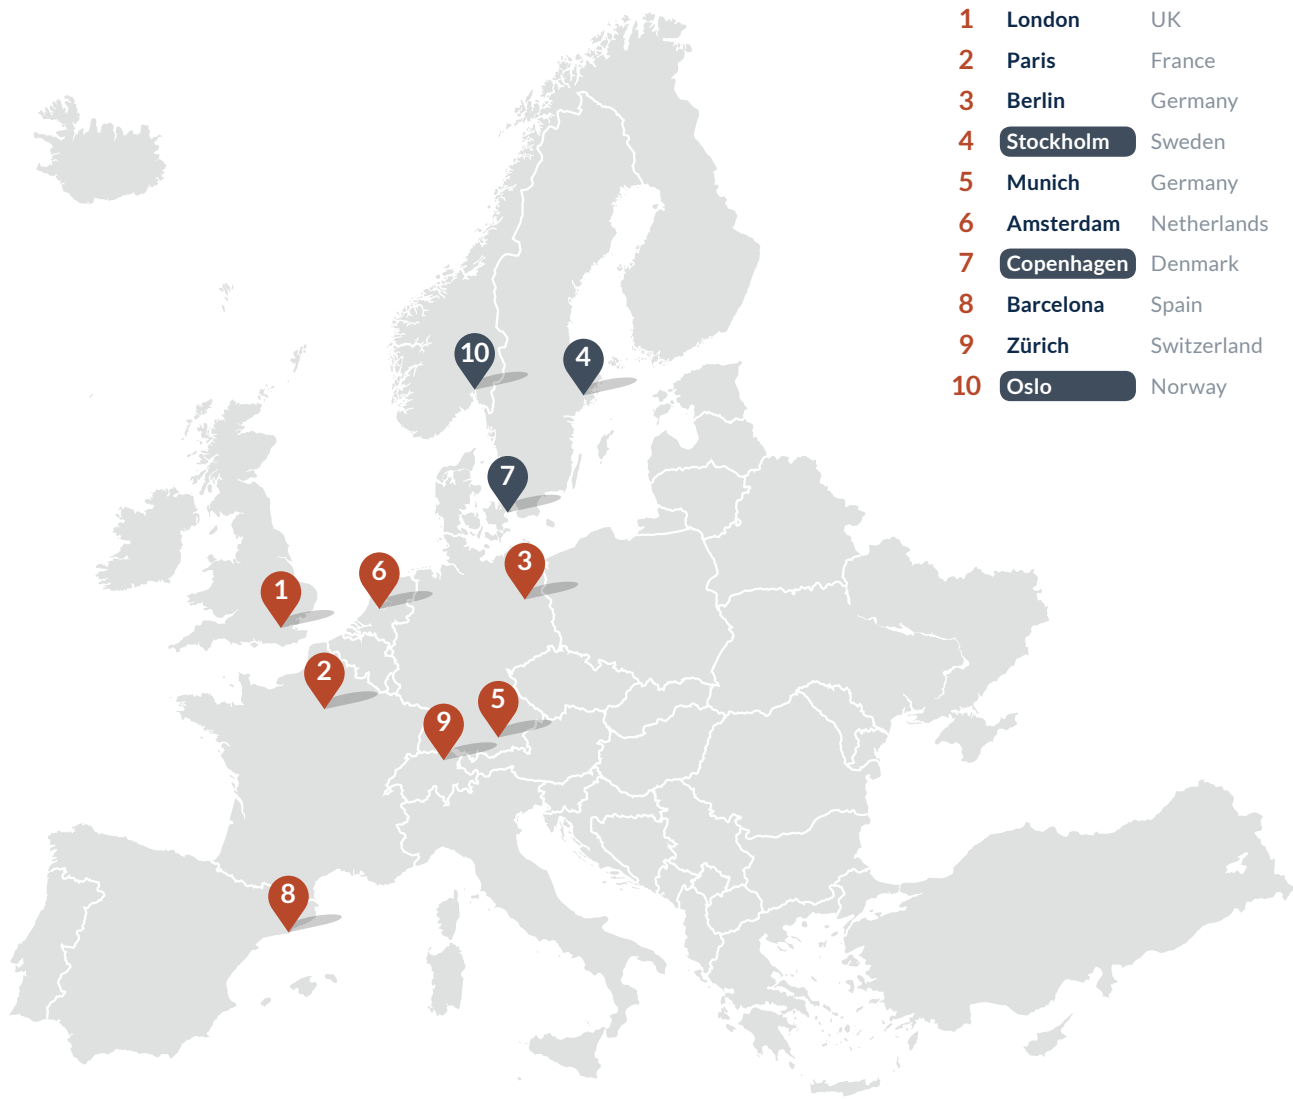 1 London UK
2 Paris France
3 Berlin Germany
4 Stockholm Sweden
5 Munich Germany
6 Amsterdam Netherlands
7 Copenhagen Denmark
8 Barcelona Spain
9 Zürich Switzerland
10 Oslo Norway
10
4
7
3
6
1
2
5
9
8